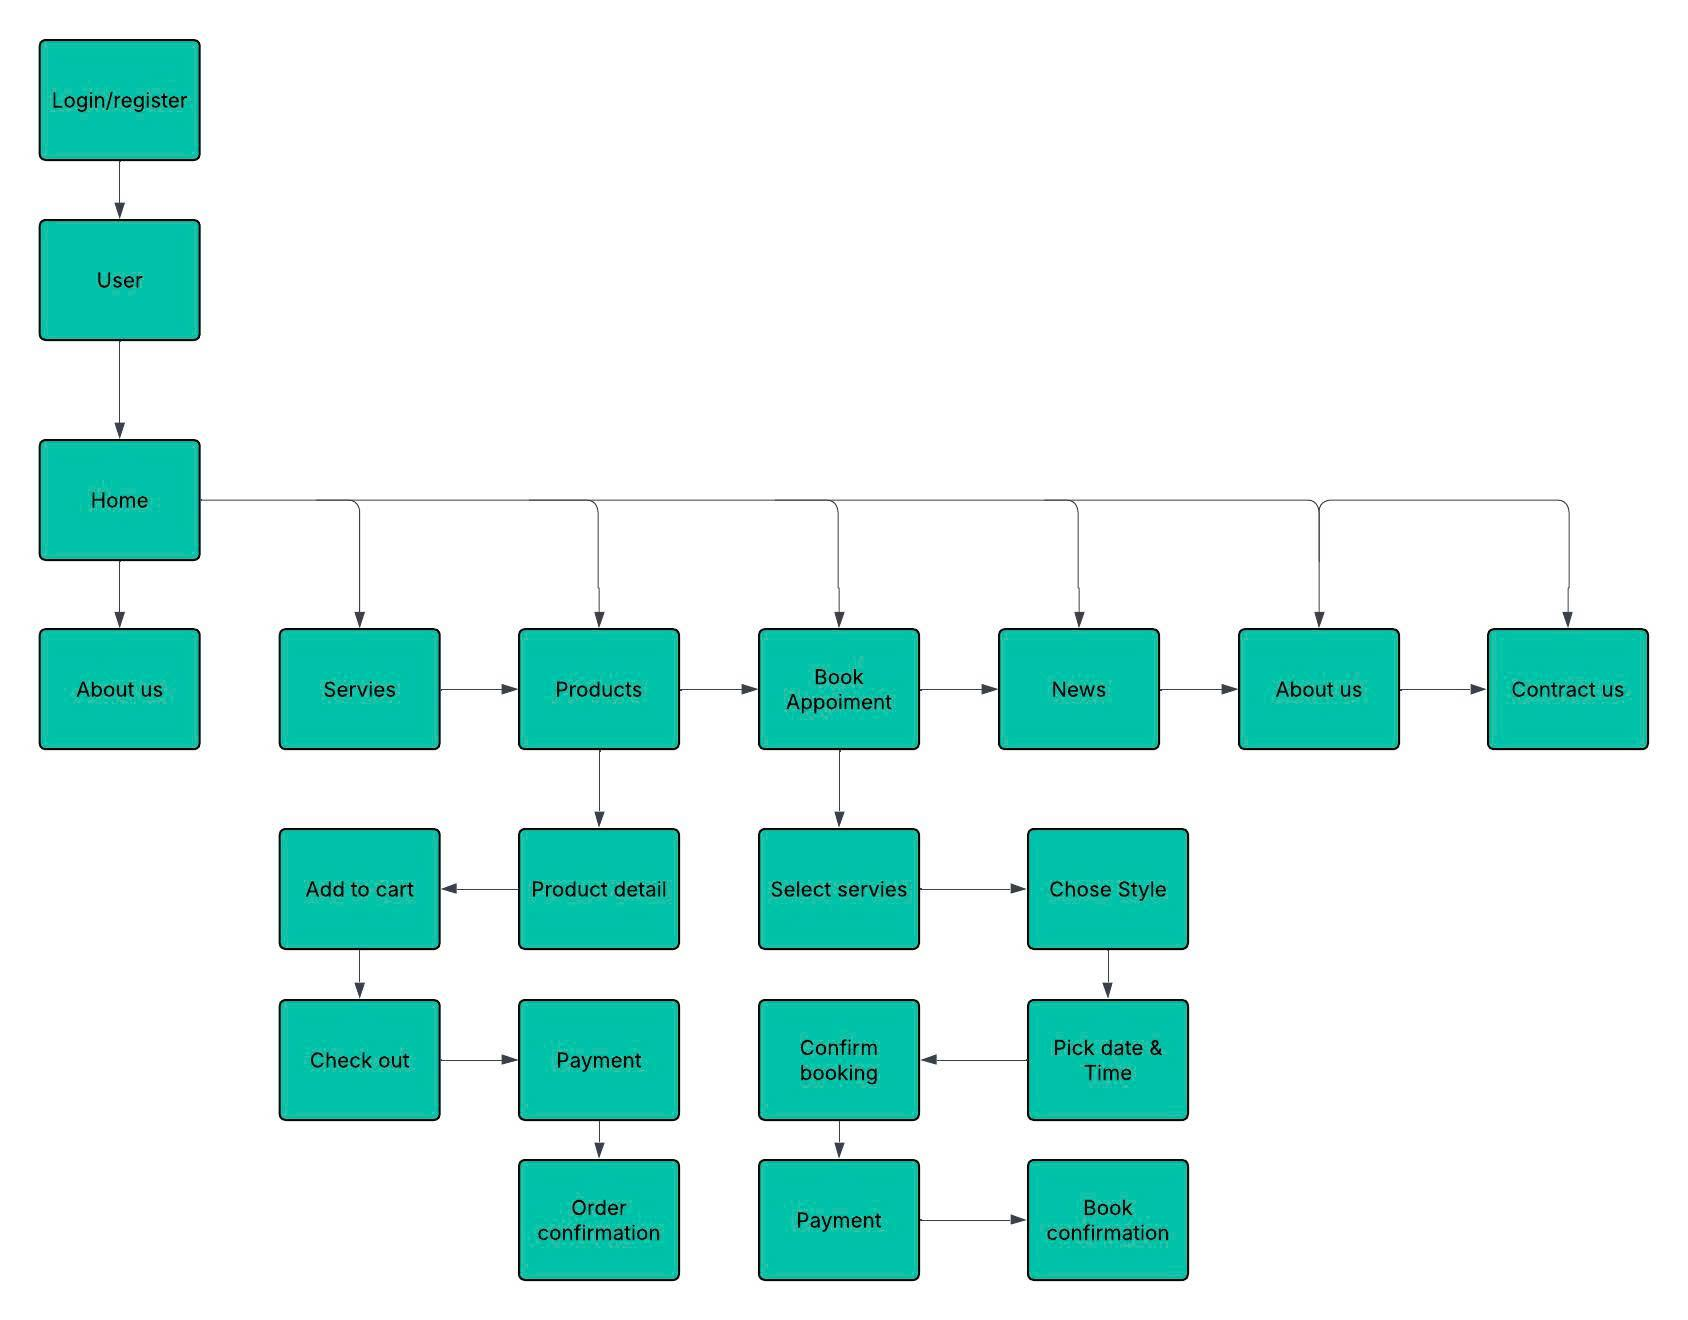 Login/register
User
Home
About us
Servies
Products
Book
Appoiment
News
About us
Contract us
Add to cart
Product detail
Select servies
Chose Style
Check out
Payment
Confirm
booking
Pick date &
Time
Order
confirmation
Payment
Book
confirmation